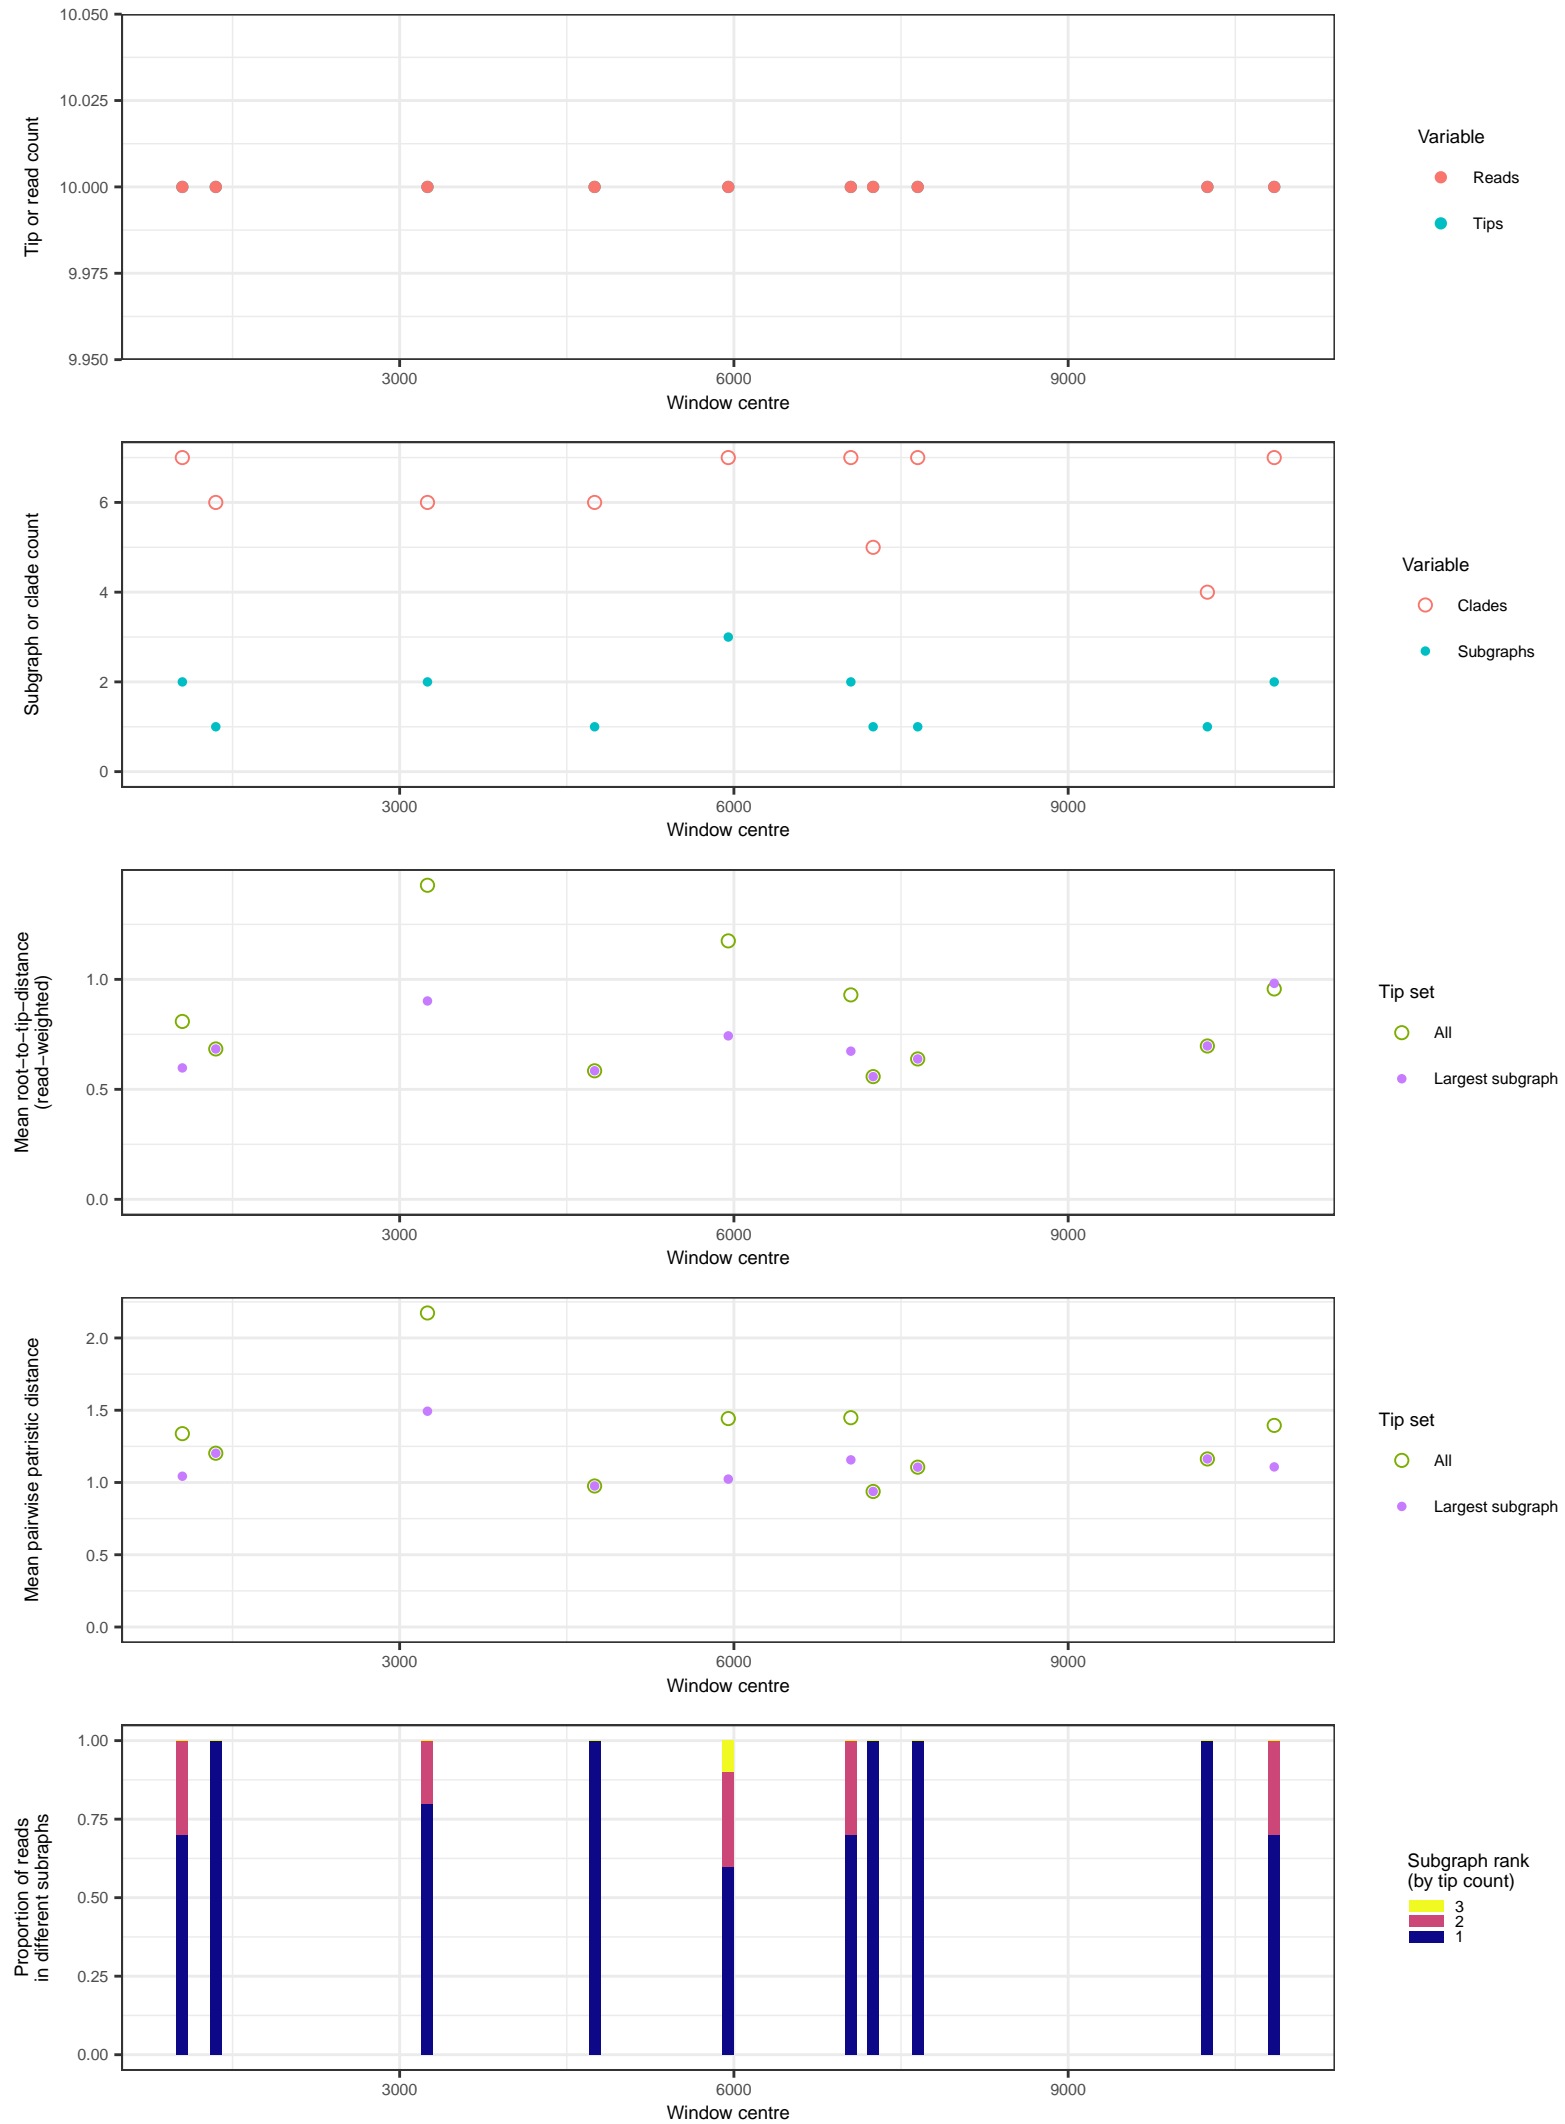 10.050
10.025
10.000
9.975
9.950
Tip or read count
3000
6000
9000
Window centre
Variable
Reads
Tips
6
4
2
0
Subgraph or clade count
3000
6000
9000
Window centre
Variable
Clades
Subgraphs
1.0
0.5
0.0
Mean root−to−tip−distance
(read−weighted)
3000
6000
9000
Window centre
Tip set
All
Largest subgraph
2.0
1.5
1.0
0.5
0.0
Mean pairwise patristic distance
3000
6000
9000
Window centre
Tip set
All
Largest subgraph
1.00
0.75
0.50
0.25
0.00
Proportion of reads
in different subraphs
3000
6000
9000
Window centre
Subgraph rank
(by tip count)
3
2
1